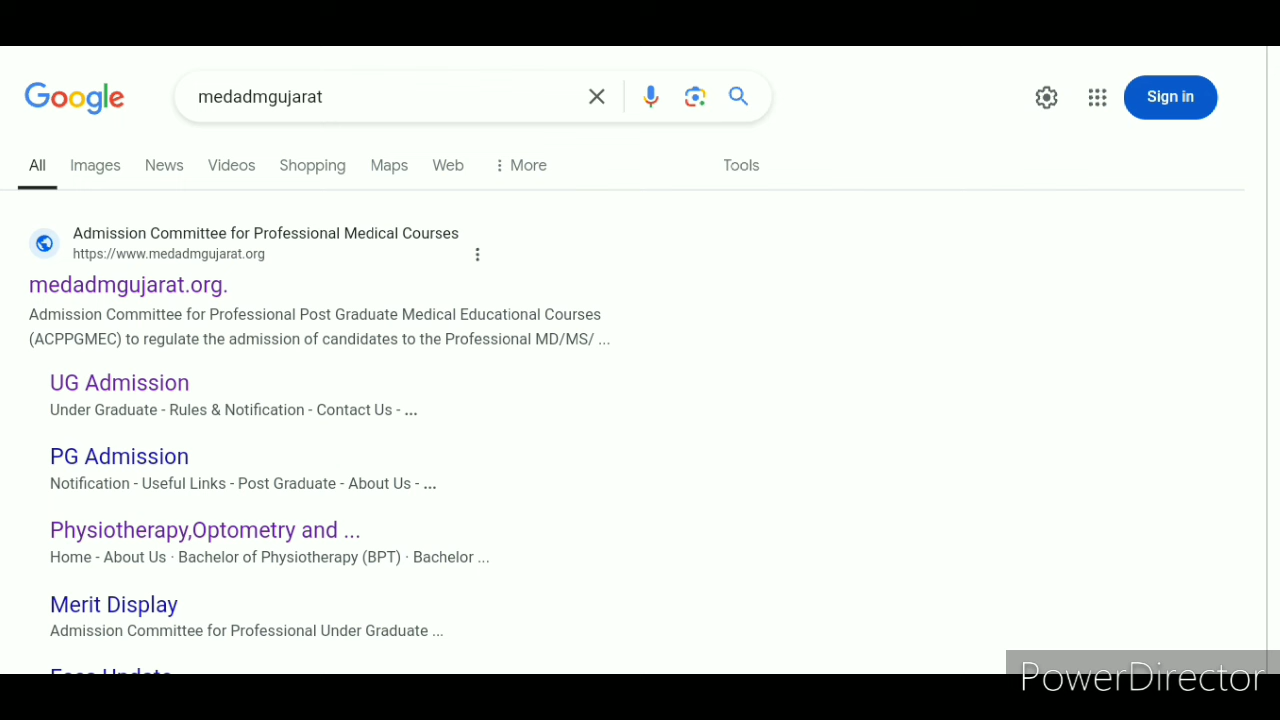 Google
medadmgujarat
Sign in
All Images News Videos Shopping Maps Web More Tools
Admission Committee for Professional Medical Courses
https://www.medadmgujarat.org
medadmgujarat.org.
Admission Committee for Professional Post Graduate Medical Educational Courses
(ACPPGMEC) to regulate the admission of candidates to the Professional MD/MS/ ...
UG Admission
Under Graduate - Rules & Notification - Contact Us - ...
PG Admission
Notification - Useful Links - Post Graduate - About Us - ...
Physiotherapy,Optometry and ...
Home - About Us · Bachelor of Physiotherapy (BPT) · Bachelor ...
Merit Display
Admission Committee for Professional Under Graduate ...
PowerDirector